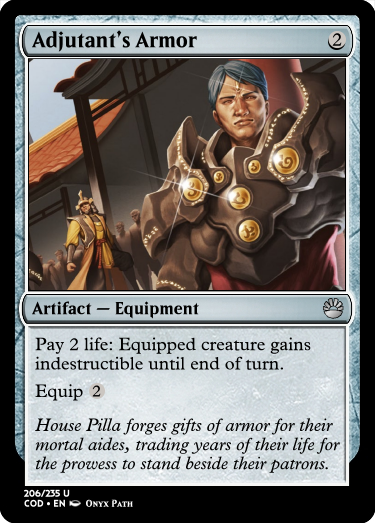 Adjutant's Armor 2
Artifact — Equipment
Pay 2 life: Equipped creature gains
indestructible until end of turn.
Equip 2
House Pilla forges gifts of armor for their
mortal aides, trading years of their life for
the prowess to stand beside their patrons.
206/235 U
COD • EN Onyx Path